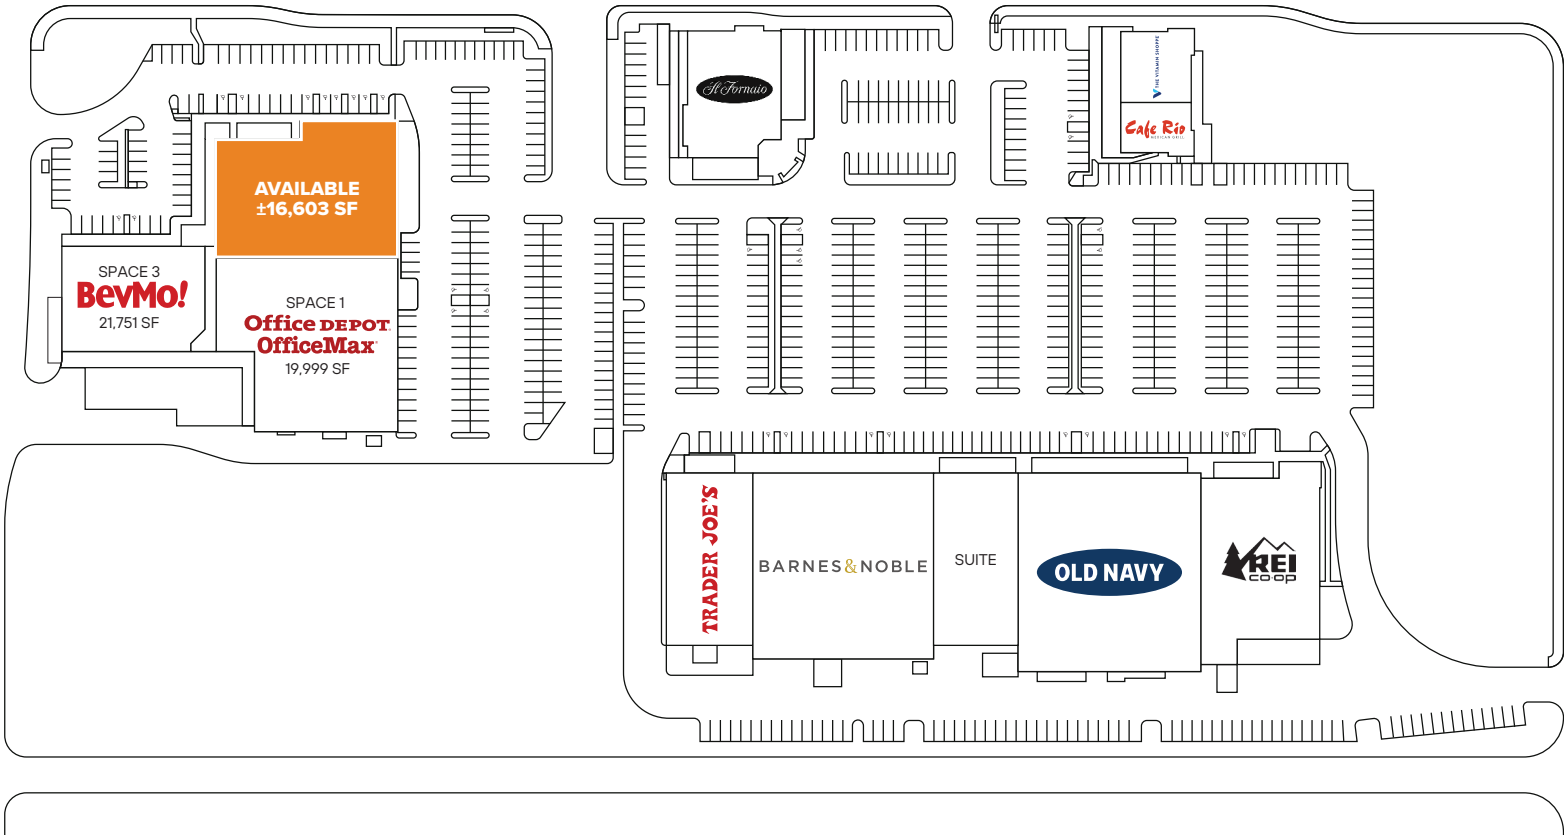 Il Fornaio
THE VITAMIN SHOPPE
Cafe Rio
MEXICAN GRILL
AVAILABLE
±16,603 SF
SPACE 3
BevMo!
21,751 SF
SPACE 1
Office DEPOT
OfficeMax
19,999 SF
TRADER JOE'S
BARNES&NOBLE
SUITE
OLD NAVY
REI
co·op